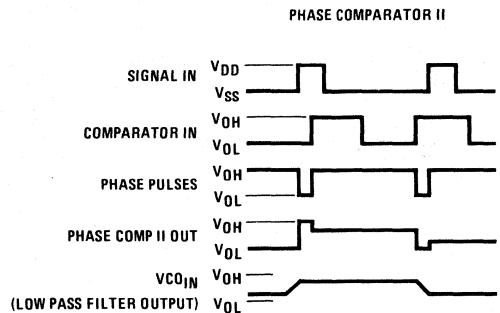 PHASE COMPARATOR II
SIGNAL IN VDD
VSS
COMPARATOR IN VOH
VOL
PHASE PULSES VOH
VOL
PHASE COMP II OUT VOH
VOL
VCOIN VOH
(LOW PASS FILTER OUTPUT) VOL